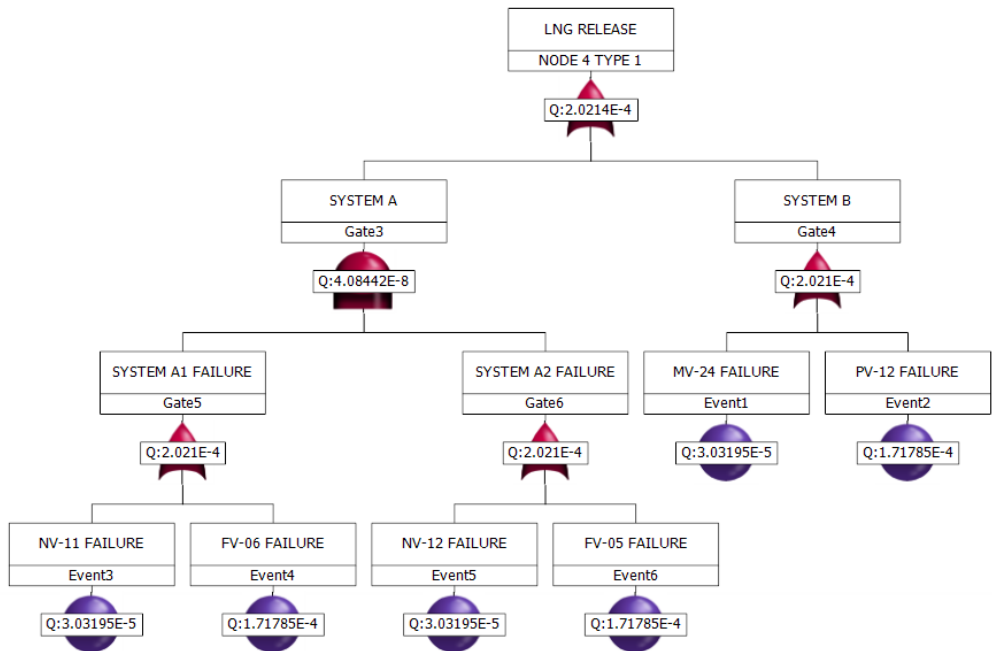 LNG RELEASE
NODE 4 TYPE 1
Q:2.0214E-4
SYSTEM A
Gate3
Q:4.08442E-8
SYSTEM B
Gate4
Q:2.021E-4
SYSTEM A1 FAILURE
Gate5
Q:2.021E-4
SYSTEM A2 FAILURE
Gate6
Q:2.021E-4
MV-24 FAILURE
Event1
Q:3.03195E-5
PV-12 FAILURE
Event2
Q:1.71785E-4
NV-11 FAILURE
Event3
Q:3.03195E-5
FV-06 FAILURE
Event4
Q:1.71785E-4
NV-12 FAILURE
Event5
Q:3.03195E-5
FV-05 FAILURE
Event6
Q:1.71785E-4